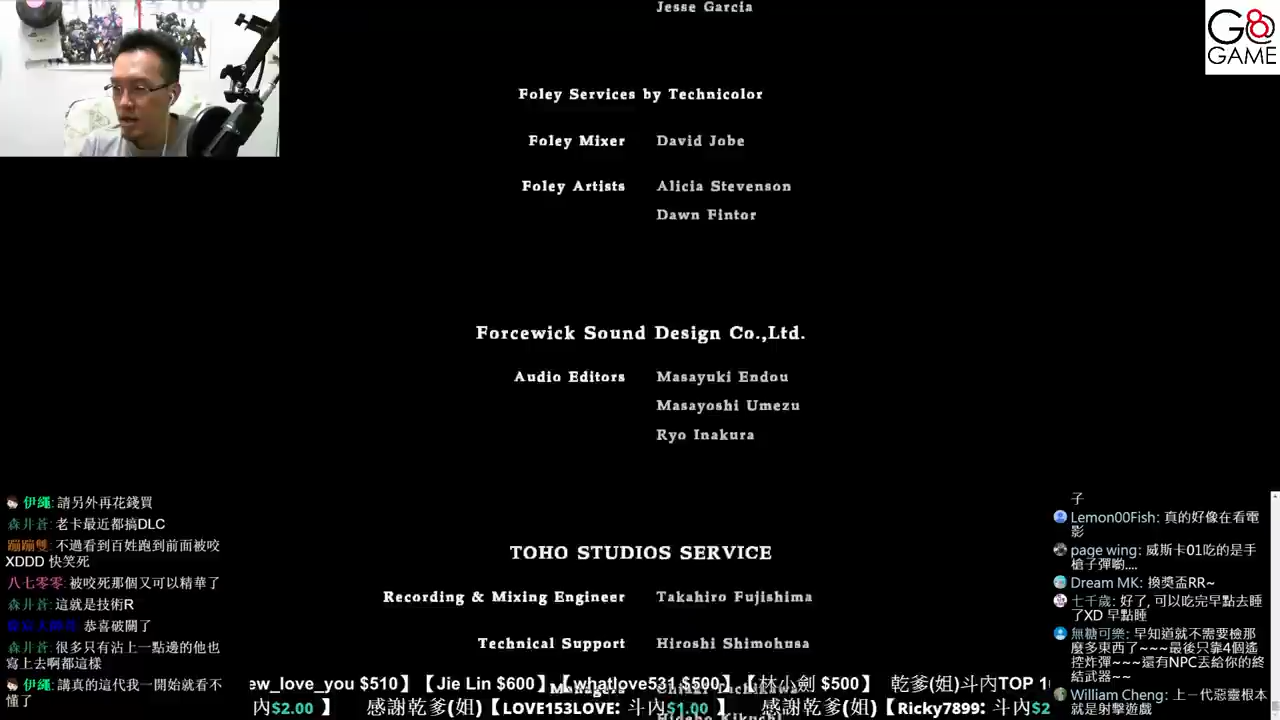 Jesse Garcia
G8
GAME
Foley Services by Technicolor
Foley Mixer David Jobe
Foley Artists Alicia Stevenson
Dawn Fintor
Forcewick Sound Design Co.,Ltd.
Audio Editors Masayuki Endou
Masayoshi Umezu
Ryo Inakura
TOHO STUDIOS SERVICE
Recording & Mixing Engineer Takahiro Fujishima
Technical Support Hiroshi Shimohusa
伊繩: 請另外再花錢買
森井蒼: 老卡最近都搞DLC
蹦蹦雙: 不過看到百姓跑到前面被咬
XDDD 快笑死
八七零零: 被咬死那個又可以精華了
森井蒼: 這就是技術R
恭喜破關了
森井蒼: 很多只有沾上一點邊的他也
寫上去啊都這樣
伊繩: 講真的這代我一開始就看不
懂了
子
Lemon00Fish: 真的好像在看電
影
page wing: 威斯卡01吃的是手
槍子彈喲....
Dream MK: 換獎盃RR~
七千歲: 好了, 可以吃完早點去睡
了XD 早點睡
無糖可樂: 早知道就不需要檢那
麼多東西了~~~最後只靠4個遙
控炸彈~~~還有NPC丟給你的終
結武器~~
William Cheng: 上一代惡靈根本
就是射擊遊戲
ew_love_you $510】【Jie Lin $600】【whatlove531 $500】【林小劍 $500】 乾爹(姐)斗內TOP 1
內$2.00 】 感謝乾爹(姐)【LOVE153LOVE: 斗內$1.00 】 感謝乾爹(姐)【Ricky7899: 斗內$2